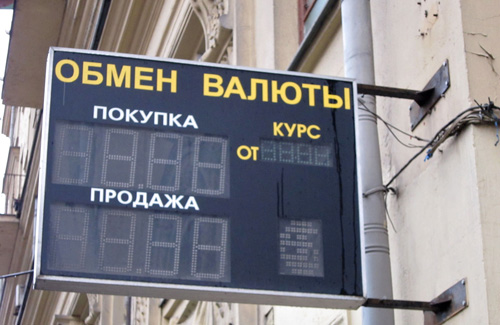 ОБМЕН ВАЛЮТЫ
ПОКУПКА
КУРС
ОТ
ПРОДАЖА